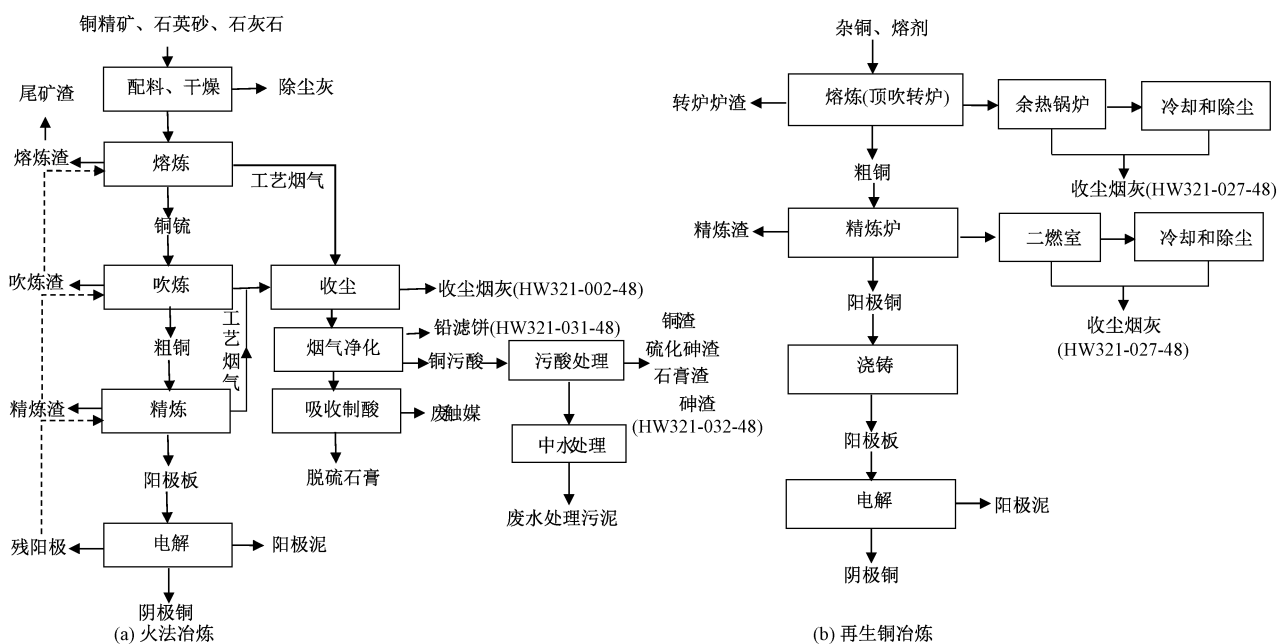 铜精矿、石英砂、石灰石
配料、干燥
除尘灰
尾矿渣
熔炼渣
熔炼
工艺烟气
铜锍
吹炼渣
吹炼
收尘
收尘烟灰(HW321-002-48)
工艺烟气
粗铜
烟气净化
铅滤饼(HW321-031-48)
铜污酸
污酸处理
铜渣
硫化砷渣
石膏渣
砷渣
(HW321-032-48)
精炼渣
精炼
吸收制酸
废触媒
中水处理
阳极板
脱硫石膏
废水处理污泥
残阳极
电解
阳极泥
阴极铜
(a) 火法冶炼
杂铜、熔剂
转炉炉渣
熔炼(顶吹转炉)
余热锅炉
冷却和除尘
粗铜
收尘烟灰(HW321-027-48)
精炼渣
精炼炉
二燃室
冷却和除尘
阳极铜
收尘烟灰
(HW321-027-48)
浇铸
阳极板
电解
阳极泥
阴极铜
(b) 再生铜冶炼